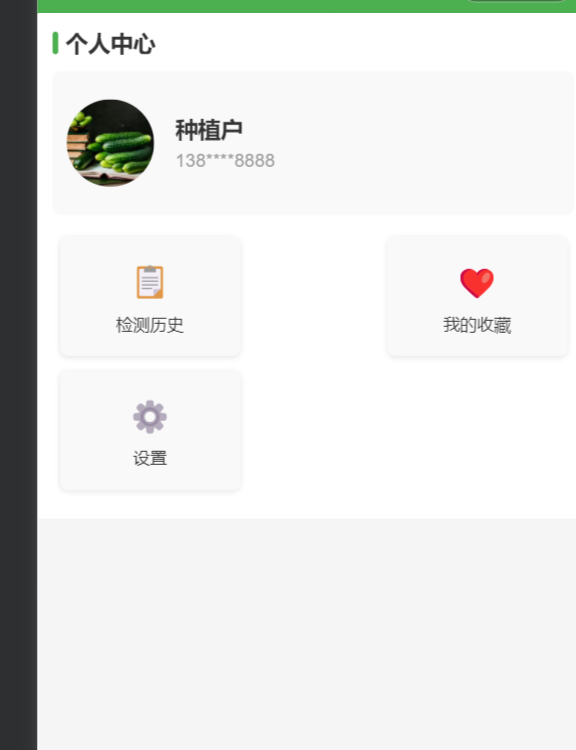 个人中心
种植户
138****8888
检测历史
我的收藏
设置